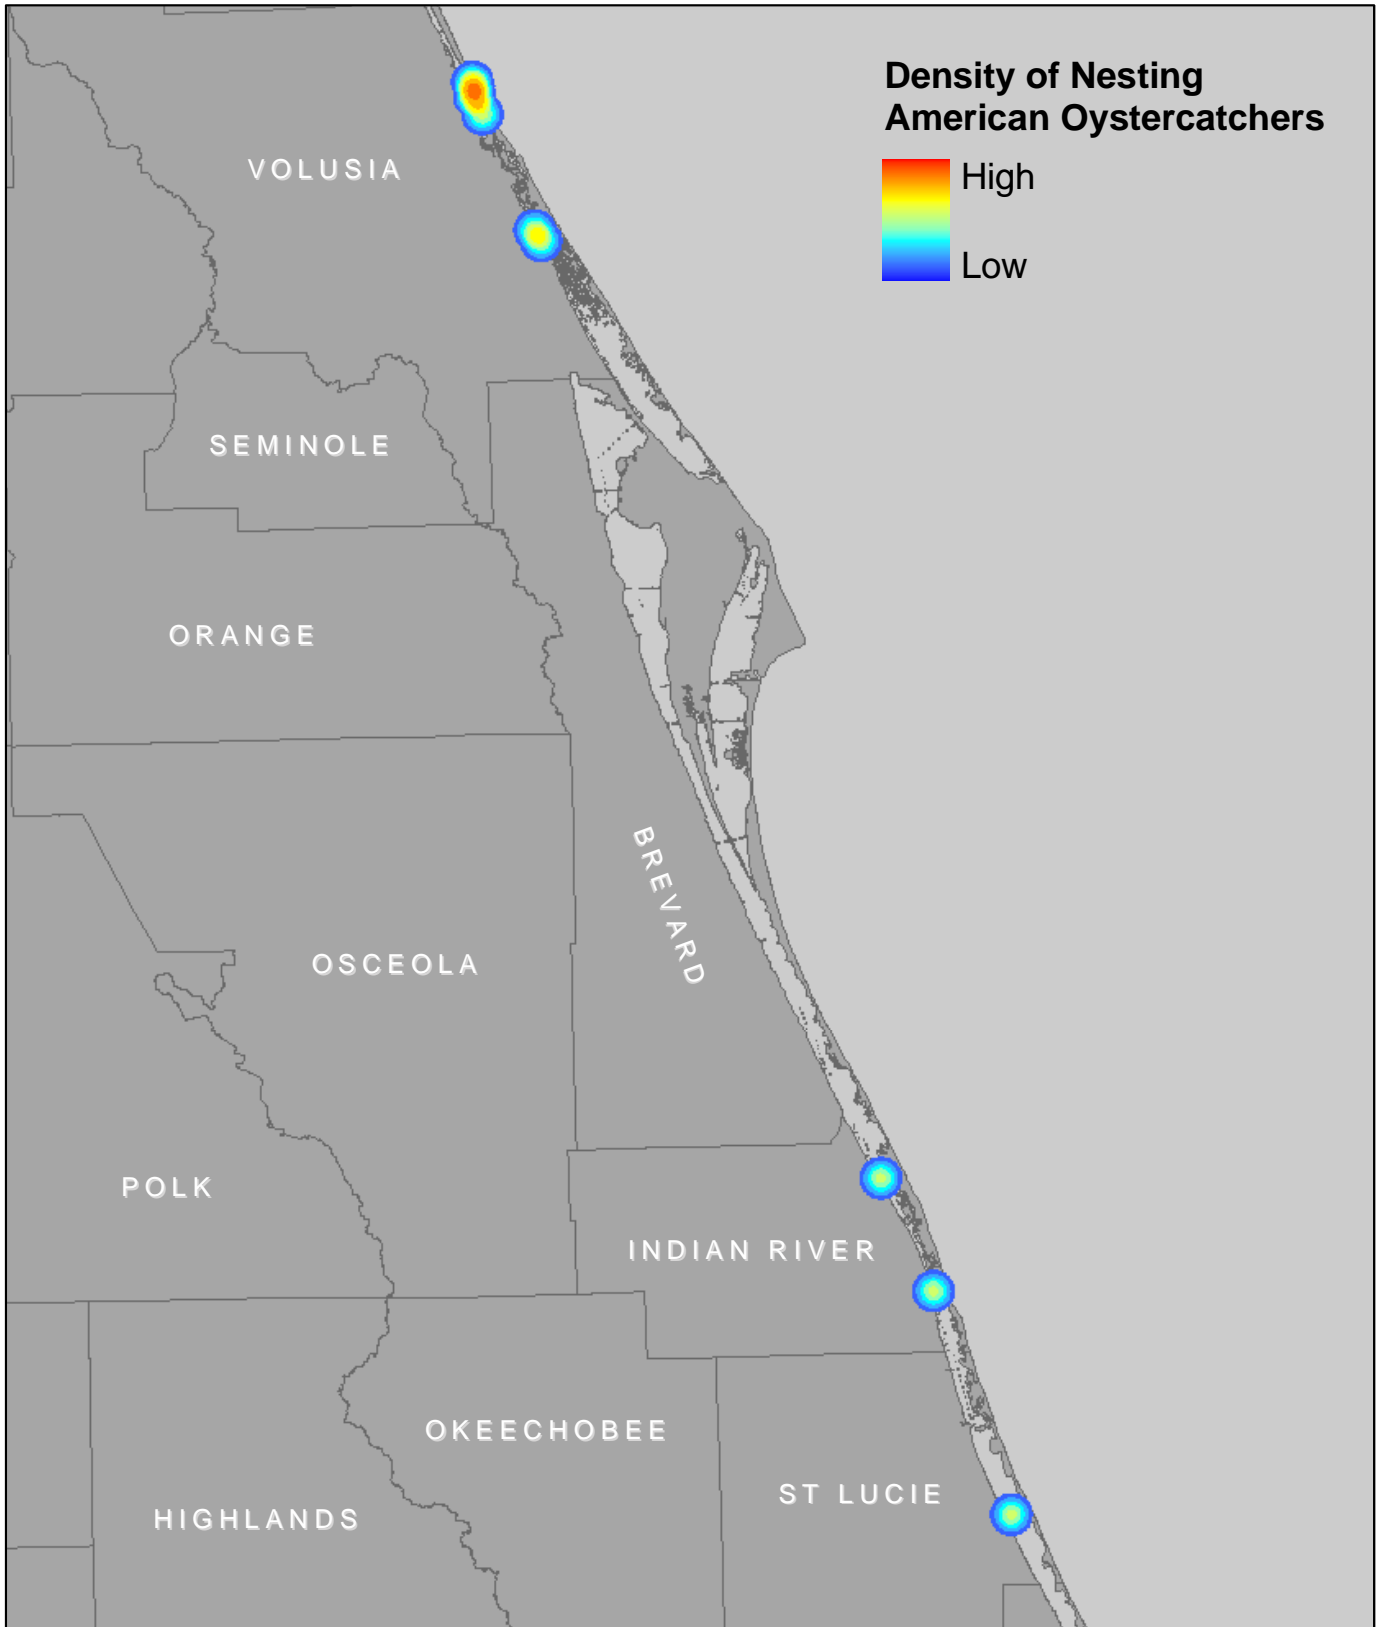 Density of Nesting
American Oystercatchers
High
Low
VOLUSIA
SEMINOLE
ORANGE
BREVARD
OSCEOLA
POLK
INDIAN RIVER
OKEECHOBEE
ST LUCIE
HIGHLANDS